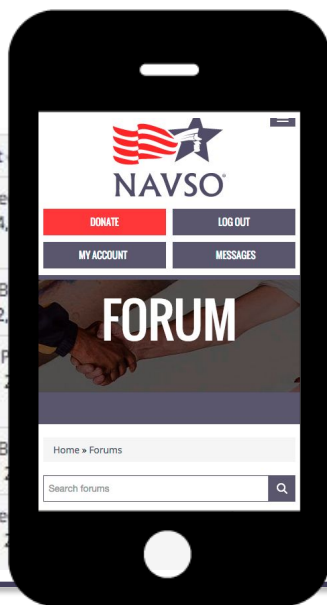 NAVSO®
DONATE
LOG OUT
MY ACCOUNT
MESSAGES
FORUM
Home » Forums
Search forums